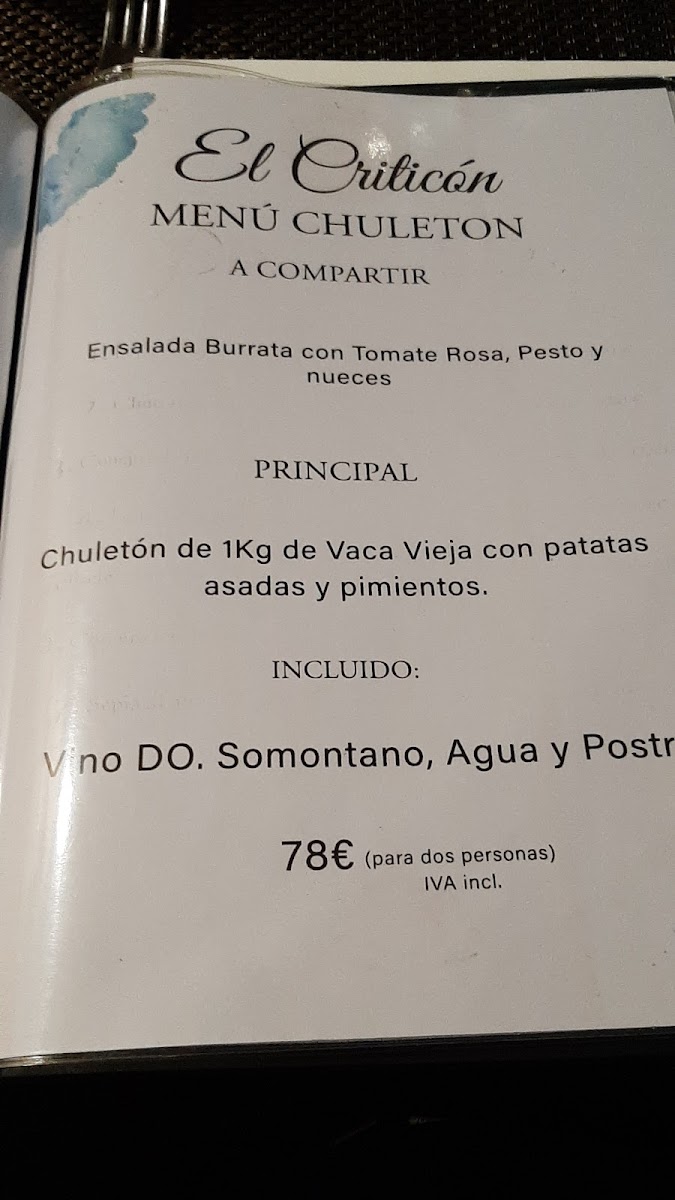 El Criticón
MENÚ CHULETON
A COMPARTIR
Ensalada Burrata con Tomate Rosa, Pesto y
nueces
PRINCIPAL
Chuletón de 1Kg de Vaca Vieja con patatas
asadas y pimientos.
INCLUIDO:
Vino DO. Somontano, Agua y Postr
78€ (para dos personas)
IVA incl.